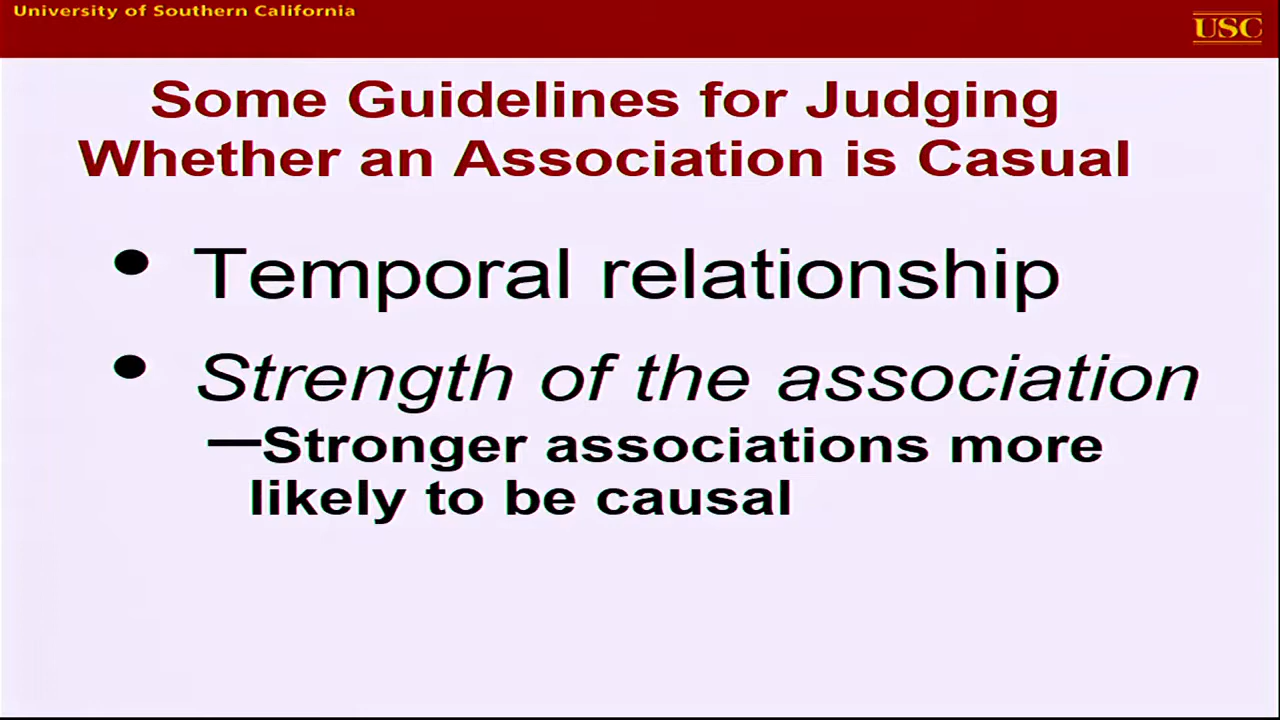 University of Southern California
USC
Some Guidelines for Judging
Whether an Association is Casual
• Temporal relationship
• Strength of the association
—Stronger associations more
likely to be causal